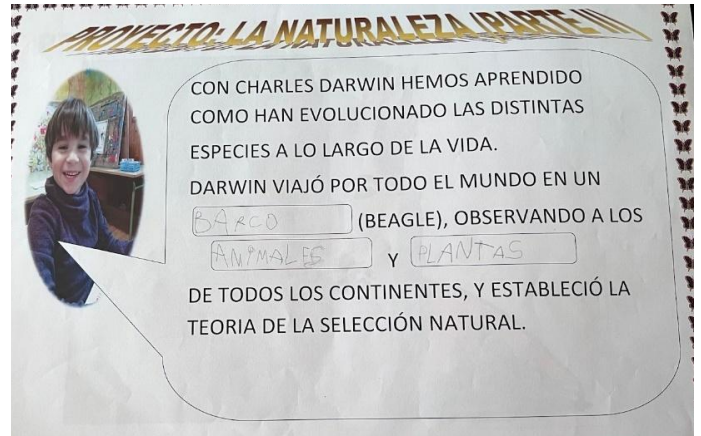 PROYECTO: LA NATURALEZA (PARTE II)
CON CHARLES DARWIN HEMOS APRENDIDO
COMO HAN EVOLUCIONADO LAS DISTINTAS
ESPECIES A LO LARGO DE LA VIDA.
DARWIN VIAJÓ POR TODO EL MUNDO EN UN
BARCO (BEAGLE), OBSERVANDO A LOS
ANIMALES Y PLANTAS
DE TODOS LOS CONTINENTES, Y ESTABLECIÓ LA
TEORIA DE LA SELECCIÓN NATURAL.